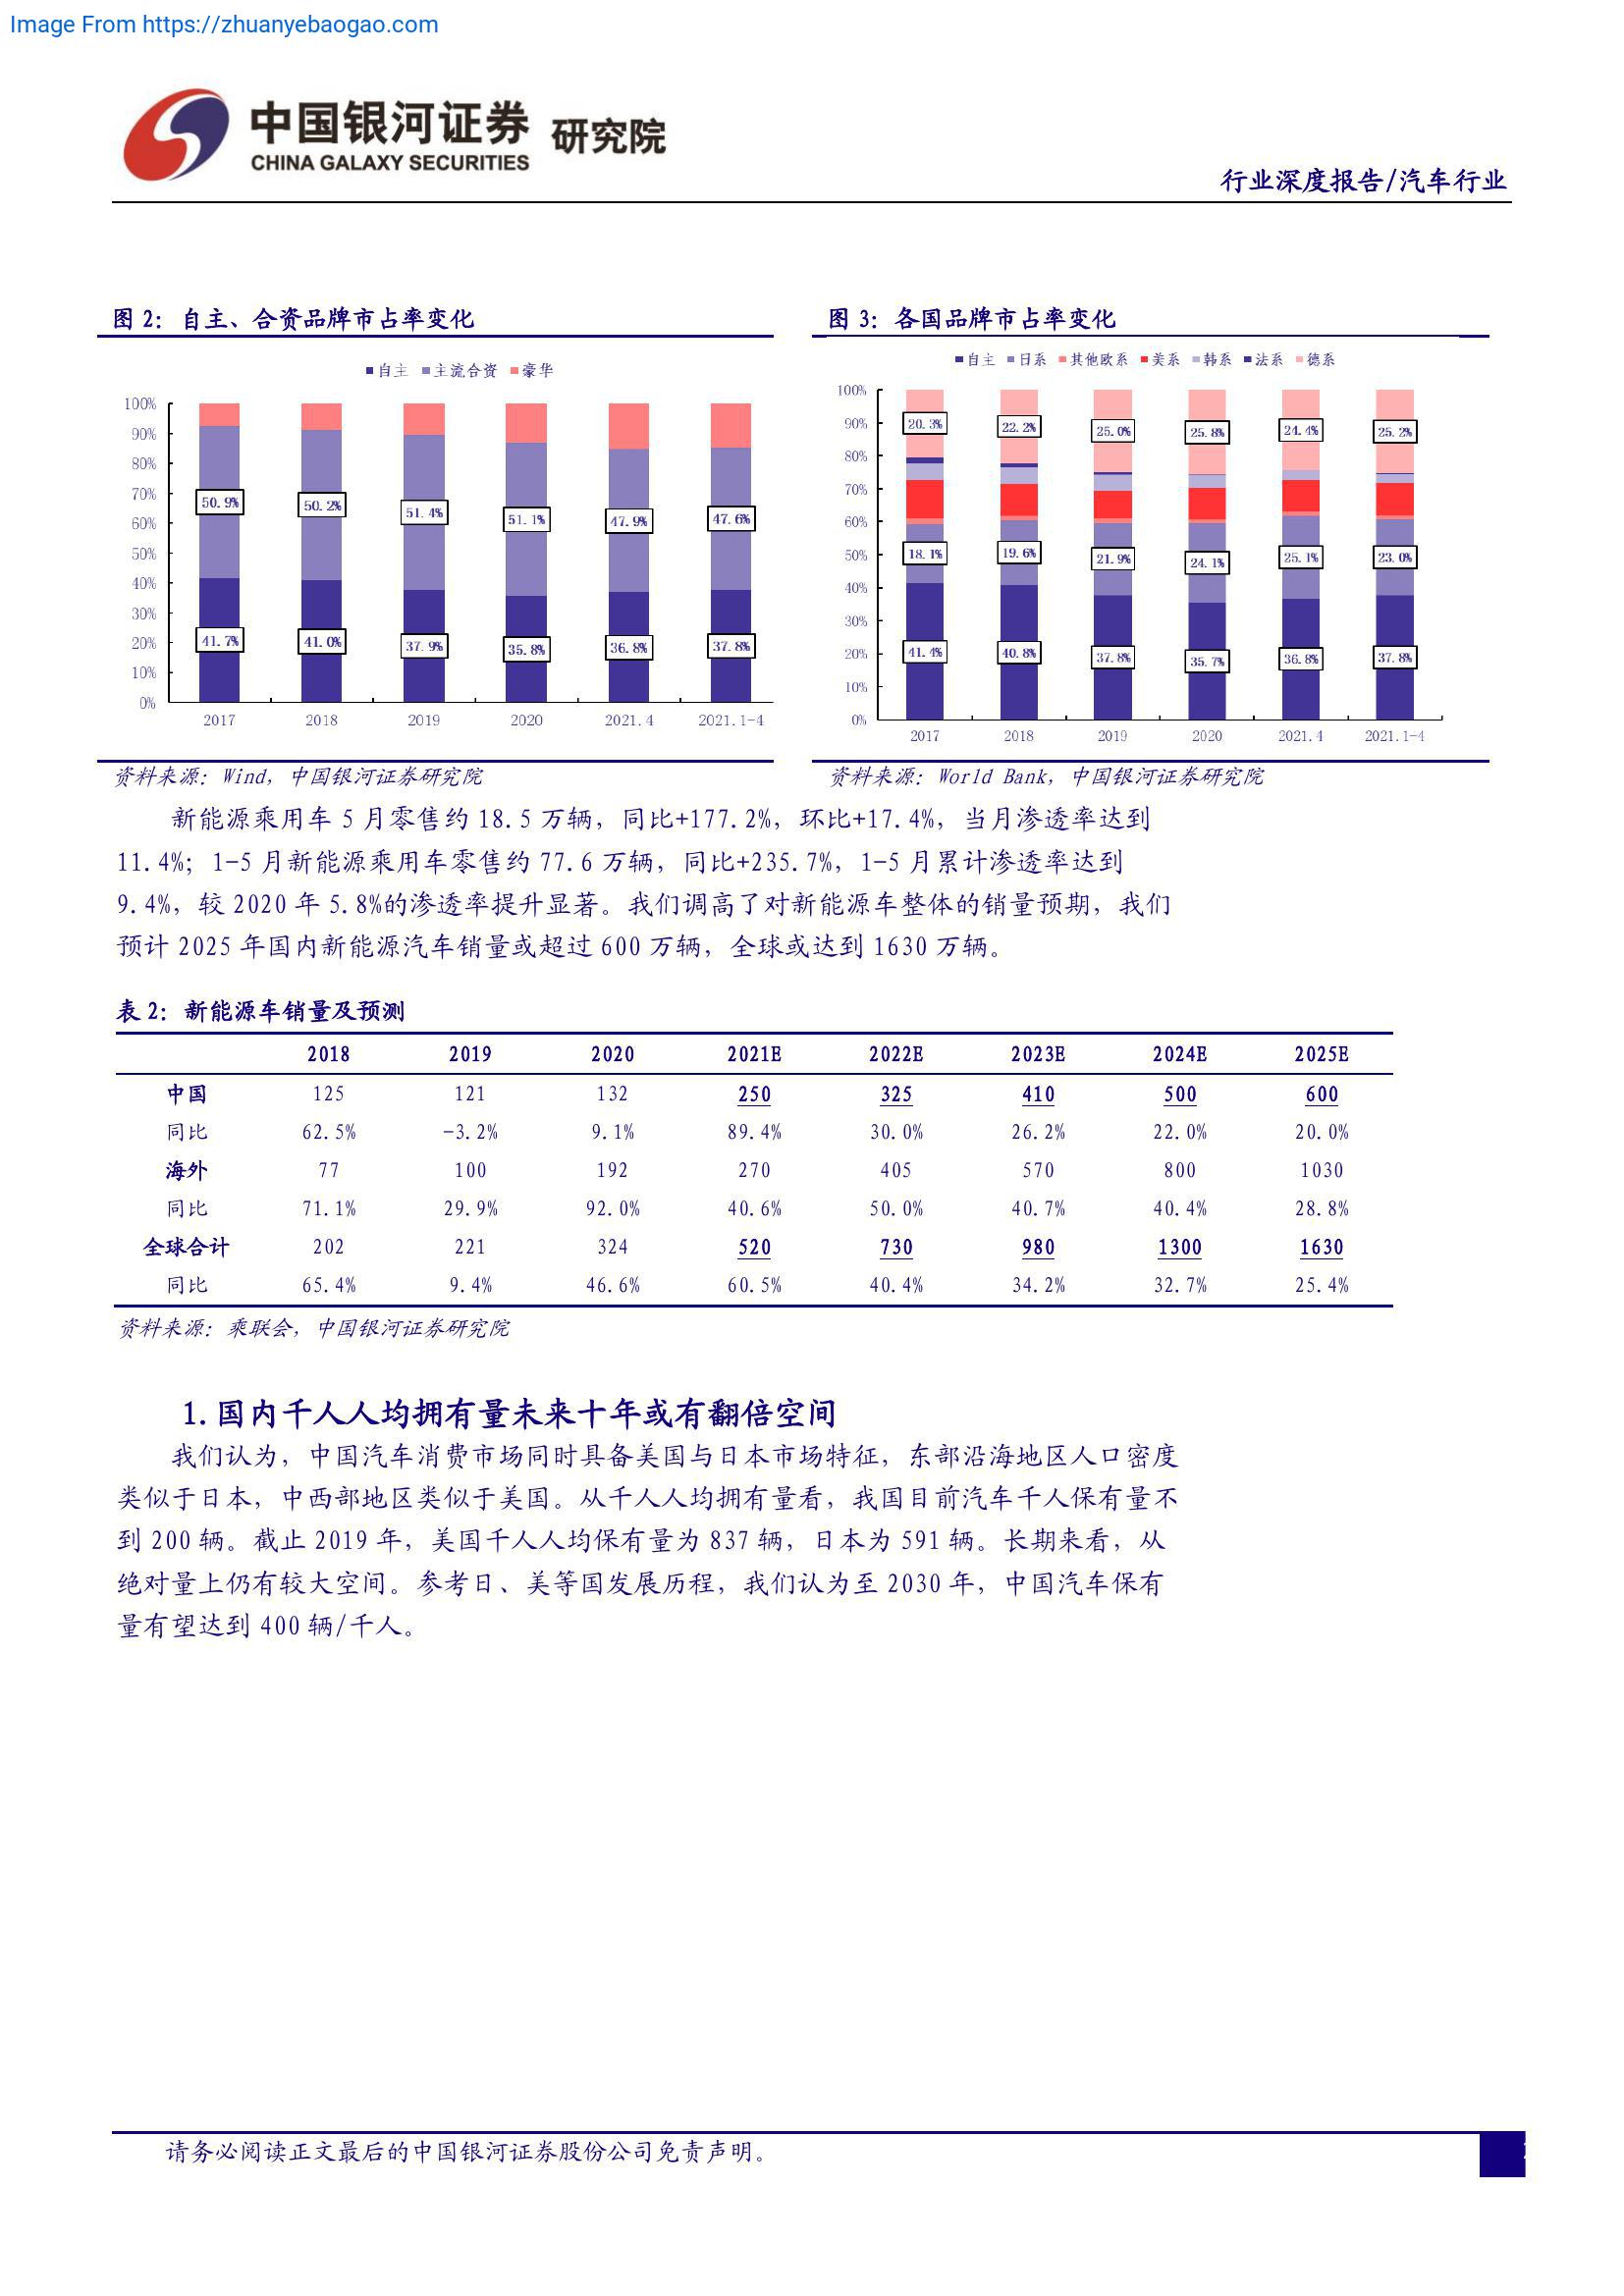 Image From https://zhuanyebaogao.com
中国银河证券 研究院
CHINA GALAXY SECURITIES
行业深度报告/汽车行业
图 2：自主、合资品牌市占率变化
自主 主流合资 豪华
100%
90%
80%
70%
60%
50%
40%
30%
20%
10%
0%
50.9% 50.2% 51.4% 51.1% 47.9% 47.6%
41.7% 41.0% 37.9% 35.8% 36.8% 37.8%
2017 2018 2019 2020 2021.4 2021.1-4
资料来源：Wind，中国银河证券研究院
图 3：各国品牌市占率变化
自主 日系 其他欧系 美系 韩系 法系 德系
100%
90%
80%
70%
60%
50%
40%
30%
20%
10%
0%
20.3% 22.2% 25.0% 25.8% 24.4% 25.2%
18.1% 19.6% 21.9% 24.1% 25.1% 23.0%
41.4% 40.8% 37.8% 35.7% 36.8% 37.8%
2017 2018 2019 2020 2021.4 2021.1-4
资料来源：World Bank，中国银河证券研究院
新能源乘用车 5 月零售约 18.5 万辆，同比+177.2%，环比+17.4%，当月渗透率达到
11.4%；1-5 月新能源乘用车零售约 77.6 万辆，同比+235.7%，1-5 月累计渗透率达到
9.4%，较 2020 年 5.8%的渗透率提升显著。我们调高了对新能源车整体的销量预期，我们
预计 2025 年国内新能源汽车销量或超过 600 万辆，全球或达到 1630 万辆。
表 2：新能源车销量及预测
2018 2019 2020 2021E 2022E 2023E 2024E 2025E
中国 125 121 132 250 325 410 500 600
同比 62.5% -3.2% 9.1% 89.4% 30.0% 26.2% 22.0% 20.0%
海外 77 100 192 270 405 570 800 1030
同比 71.1% 29.9% 92.0% 40.6% 50.0% 40.7% 40.4% 28.8%
全球合计 202 221 324 520 730 980 1300 1630
同比 65.4% 9.4% 46.6% 60.5% 40.4% 34.2% 32.7% 25.4%
资料来源：乘联会，中国银河证券研究院
1.国内千人人均拥有量未来十年或有翻倍空间
我们认为，中国汽车消费市场同时具备美国与日本市场特征，东部沿海地区人口密度
类似于日本，中西部地区类似于美国。从千人人均拥有量看，我国目前汽车千人保有量不
到 200 辆。截止 2019 年，美国千人人均保有量为 837 辆，日本为 591 辆。长期来看，从
绝对量上仍有较大空间。参考日、美等国发展历程，我们认为至 2030 年，中国汽车保有
量有望达到 400 辆/千人。
请务必阅读正文最后的中国银河证券股份公司免责声明。